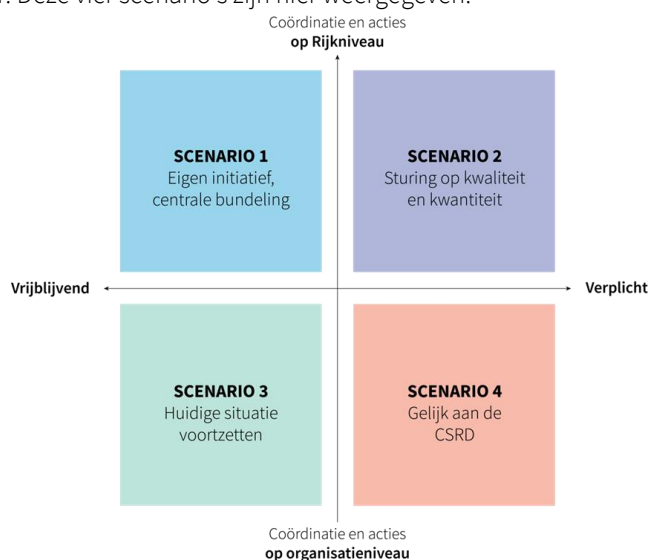 Deze vier scenario's zijn hier weergegeven.
Coördinatie en acties
op Rijkniveau
SCENARIO 1
Eigen initiatief,
centrale bundeling
SCENARIO 2
Sturing op kwaliteit
en kwantiteit
Vrijblijvend
Verplicht
SCENARIO 3
Huidige situatie
voortzetten
SCENARIO 4
Gelijk aan de
CSRD
Coördinatie en acties
op organisatieniveau